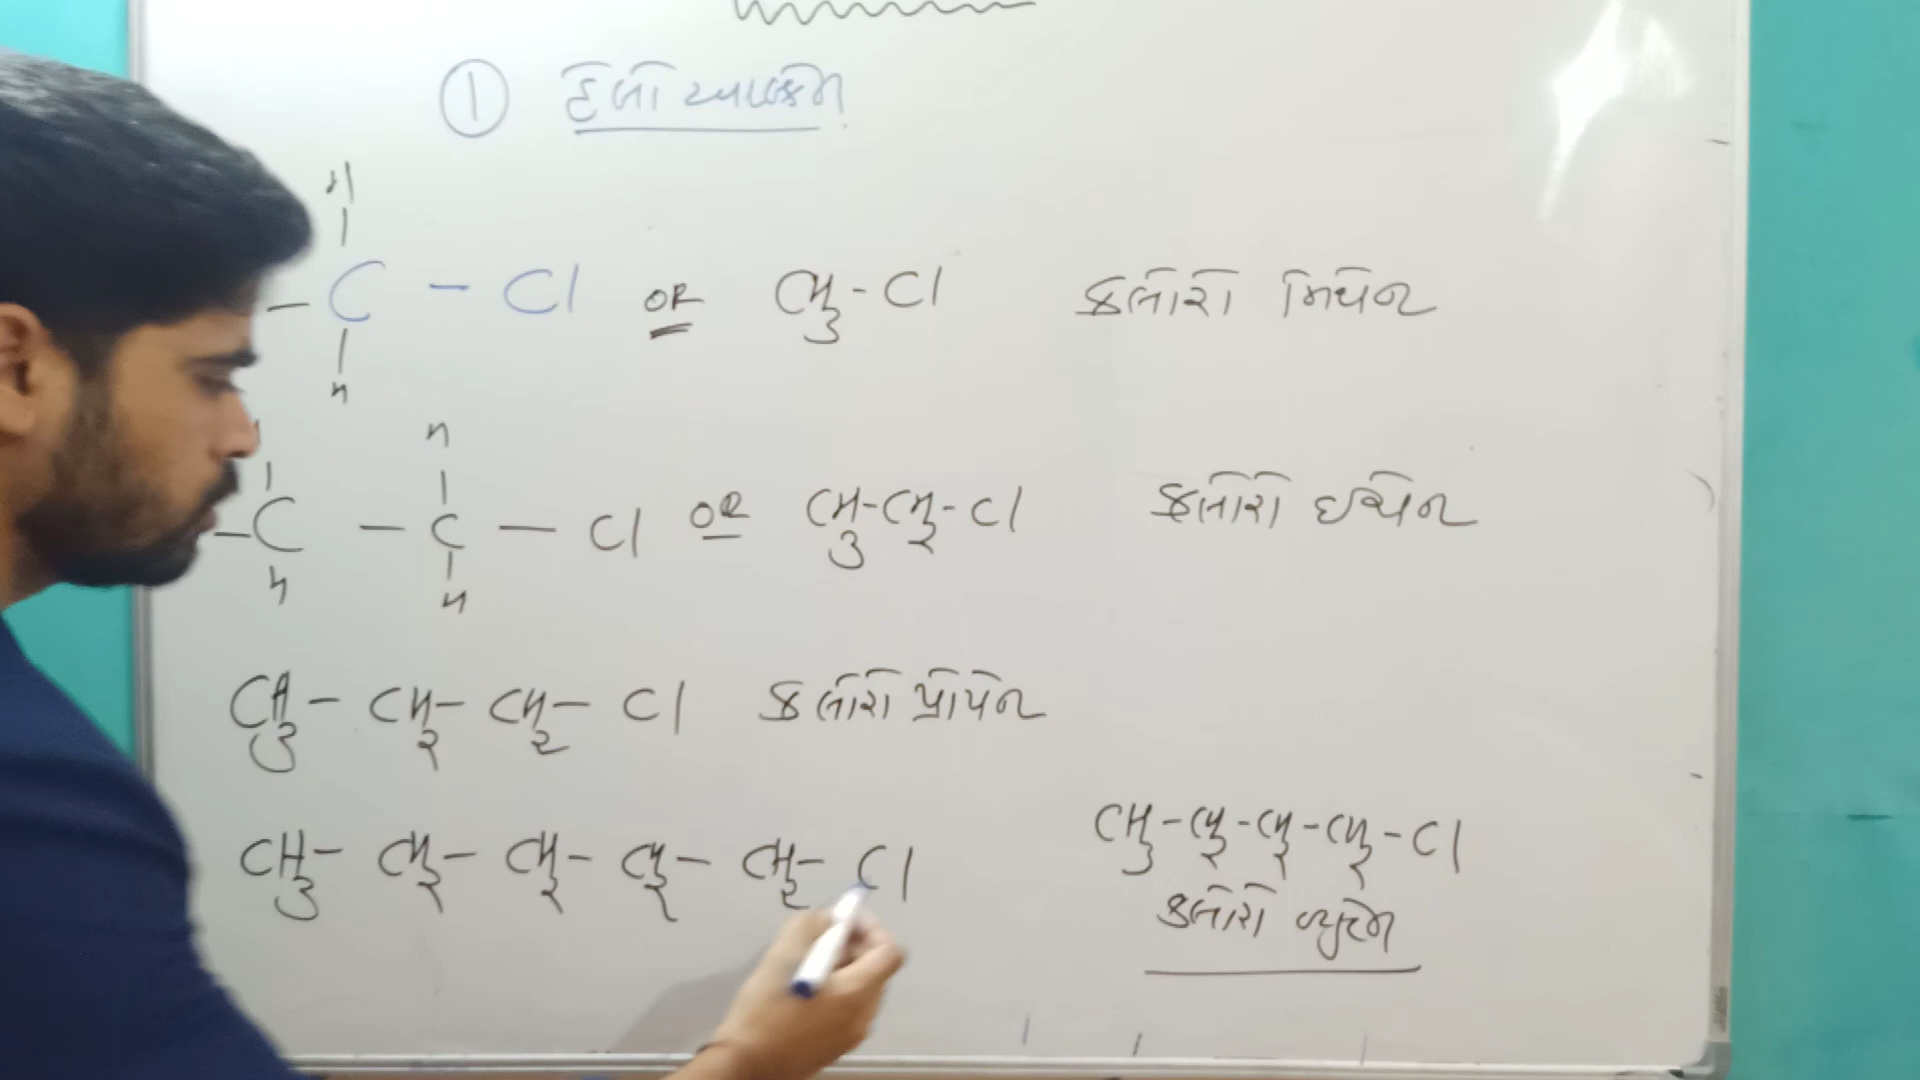 ① હેલો આલ્કેન
H
– C – Cl OR CH3 – Cl ક્લોરો મિથેન
H
H
– C – C – Cl OR CH3–CH2–Cl ક્લોરો ઇથેન
H H
CH3 – CH2 – CH2 – Cl ક્લોરો પ્રોપેન
CH3 – CH2 – CH2 – CH2 – Cl
CH3 – CH2 – CH2 – CH2 – CH2 – Cl
ક્લોરો બ્યુટેન